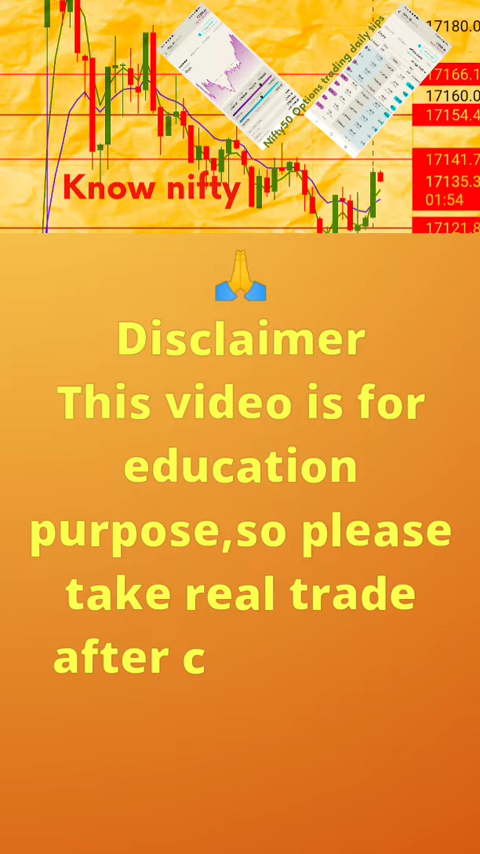 17180.0
Nifty50 Options trading daily tips
17166.1
17160.0
17154.4
17141.7
Know nifty
17135.3
01:54
17121.8
Disclaimer
This video is for
education
purpose,so please
take real trade
after c